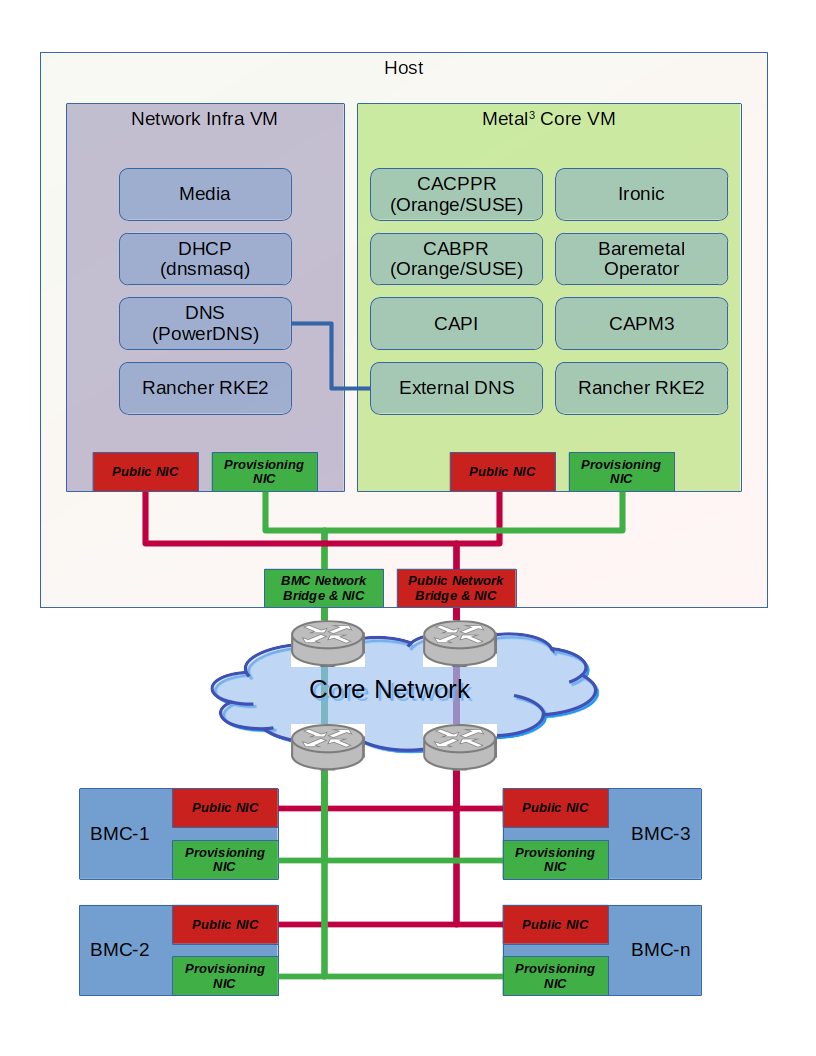 Host
Network Infra VM
Media
DHCP
(dnsmasq)
DNS
(PowerDNS)
Rancher RKE2
Public NIC
Provisioning
NIC
Metal³ Core VM
CACPPR
(Orange/SUSE)
Ironic
CABPR
(Orange/SUSE)
Baremetal
Operator
CAPI
CAPM3
External DNS
Rancher RKE2
Public NIC
Provisioning
NIC
BMC Network
Bridge & NIC
Public Network
Bridge & NIC
Core Network
BMC-1
Public NIC
Provisioning
NIC
Public NIC
Provisioning
NIC
BMC-3
BMC-2
Public NIC
Provisioning
NIC
Public NIC
Provisioning
NIC
BMC-n